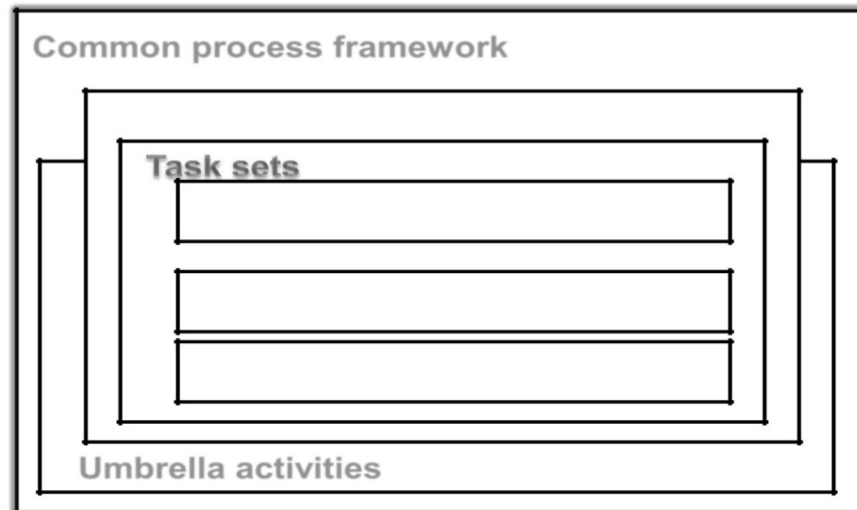 Common process framework
Task sets
Umbrella activities